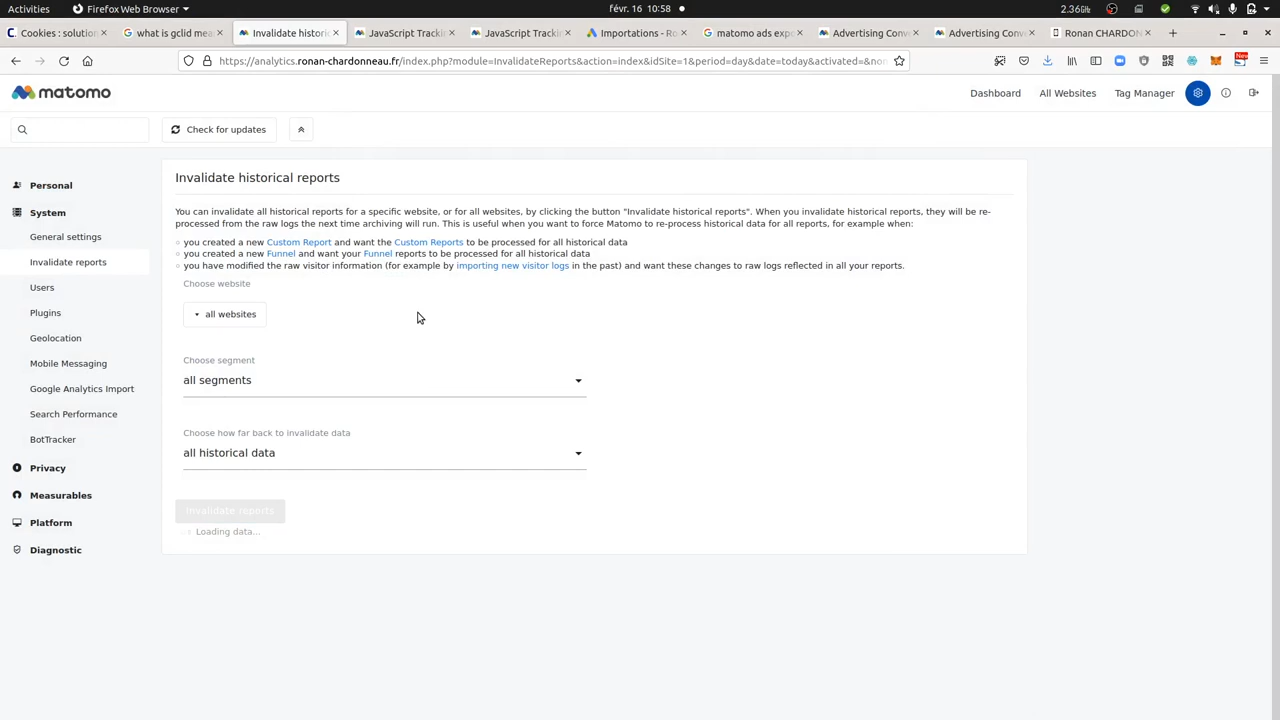 Activities
Firefox Web Browser
févr. 16 10:58
2.36GHz
Cookies : solution
what is gclid mea
Invalidate historic
JavaScript Trackin
JavaScript Trackin
Importations - Ro
matomo ads expo
Advertising Conve
Advertising Conve
Ronan CHARDON
https://analytics.ronan-chardonneau.fr/index.php?module=InvalidateReports&action=index&idSite=1&period=day&date=today&activated=&
New
matomo
Dashboard
All Websites
Tag Manager
Check for updates
Personal
System
General settings
Invalidate reports
Users
Plugins
Geolocation
Mobile Messaging
Google Analytics Import
Search Performance
BotTracker
Privacy
Measurables
Platform
Diagnostic
Invalidate historical reports
You can invalidate all historical reports for a specific website, or for all websites, by clicking the button "Invalidate historical reports". When you invalidate historical reports, they will be re-
processed from the raw logs the next time archiving will run. This is useful when you want to force Matomo to re-process historical data for all reports, for example when:
you created a new Custom Report and want the Custom Reports to be processed for all historical data
you created a new Funnel and want your Funnel reports to be processed for all historical data
you have modified the raw visitor information (for example by importing new visitor logs in the past) and want these changes to raw logs reflected in all your reports.
Choose website
all websites
Choose segment
all segments
Choose how far back to invalidate data
all historical data
Invalidate reports
Loading data...